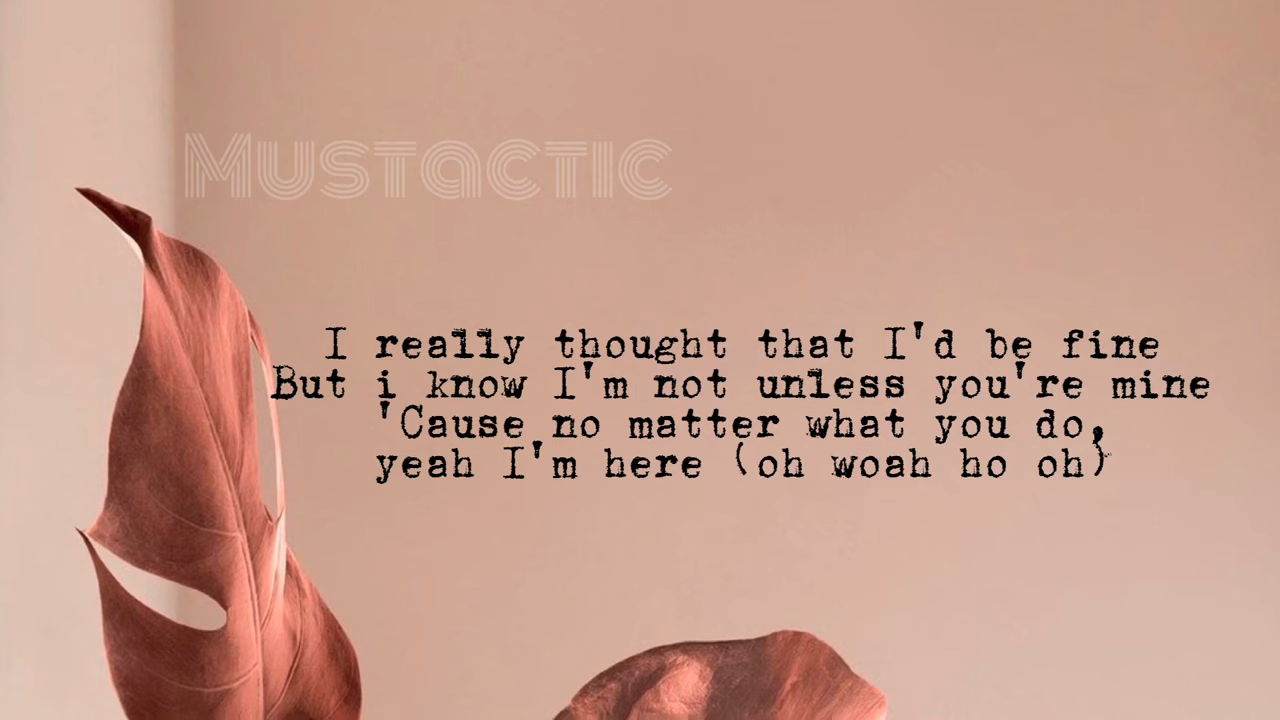 Mustactic
I really thought that I'd be fine
But i know I'm not unless you're mine
'Cause no matter what you do,
yeah I'm here (oh woah ho oh)